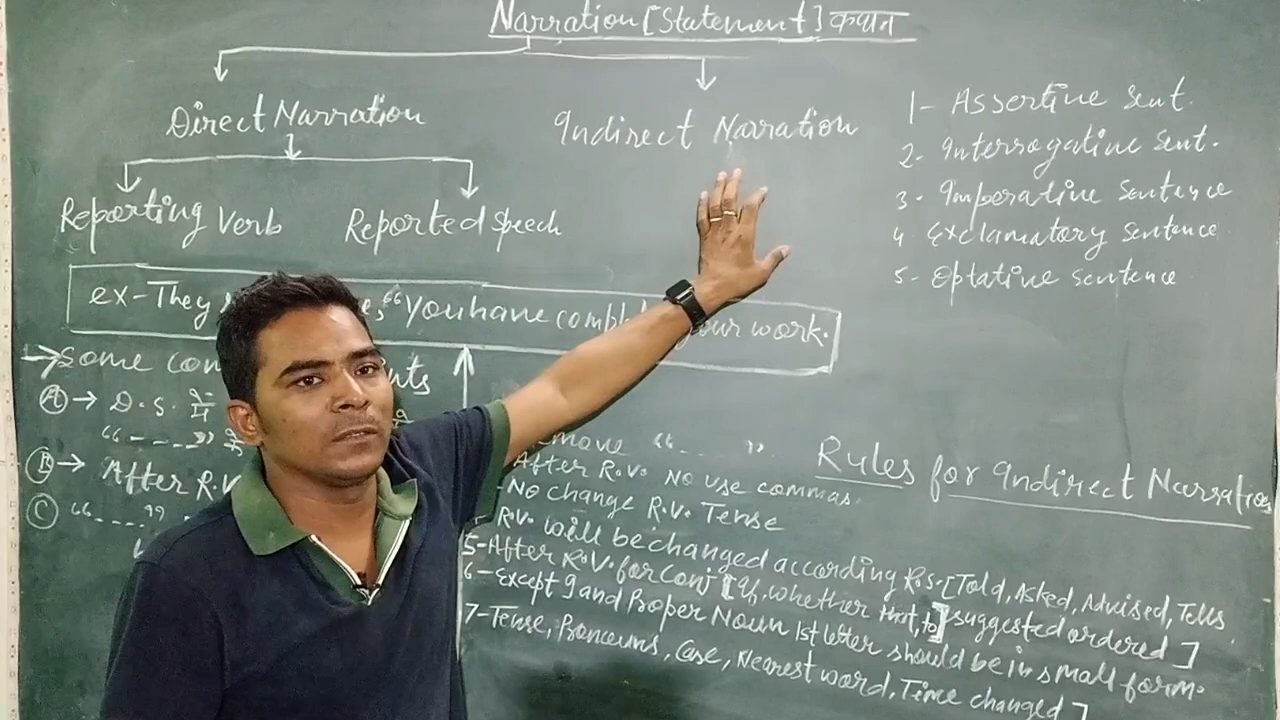 Narration [Statement] कथन
Direct Narration
Indirect Narration
Reporting Verb
Reported Speech
1- Assertive sent.
2- Interrogative sent.
3- Imperative sentence
4 Exclamatory sentence
5- Optative sentence
ex- They “You have your work.
→ Some
Ⓐ → D.S.
“ - - - - ”
Ⓑ → After R.V
Ⓒ “ - - - - ”
Rules for Indirect Narration
“ - - - - ”
After R.V. No use commas.
- No change R.V. Tense
- R.V. will be changed according R.S. [Told, Asked, Advised, Tells
suggested ordered]
5- After R.V. for conj [If, whether that, to]
6- Except I and Proper Noun 1st letter should be in small form.
7- Tense, Pronouns, Case, Nearest word, Time changed]